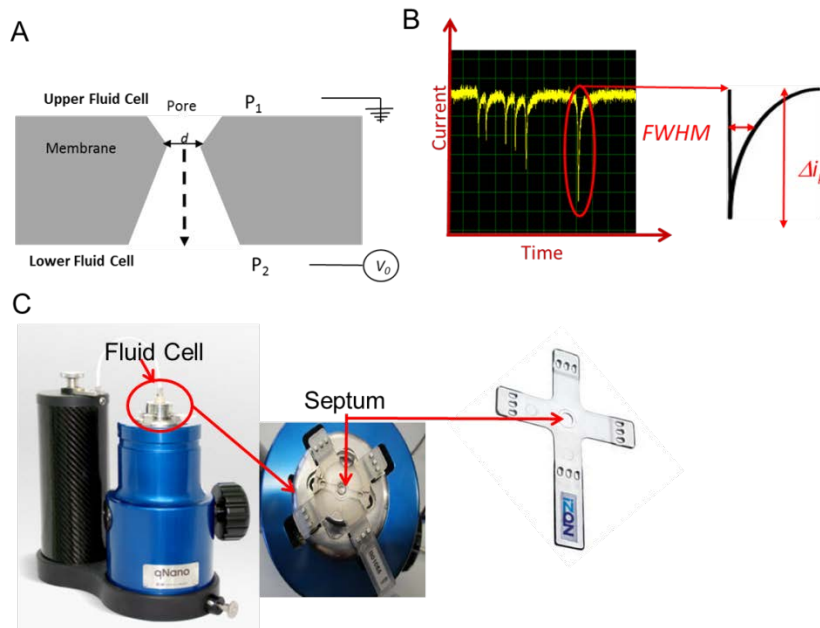 A
Upper Fluid Cell
Pore
P1
Membrane
d
Lower Fluid Cell
P2
V0
B
Current
FWHM
Time
C
Fluid Cell
Septum
qNano
IZON